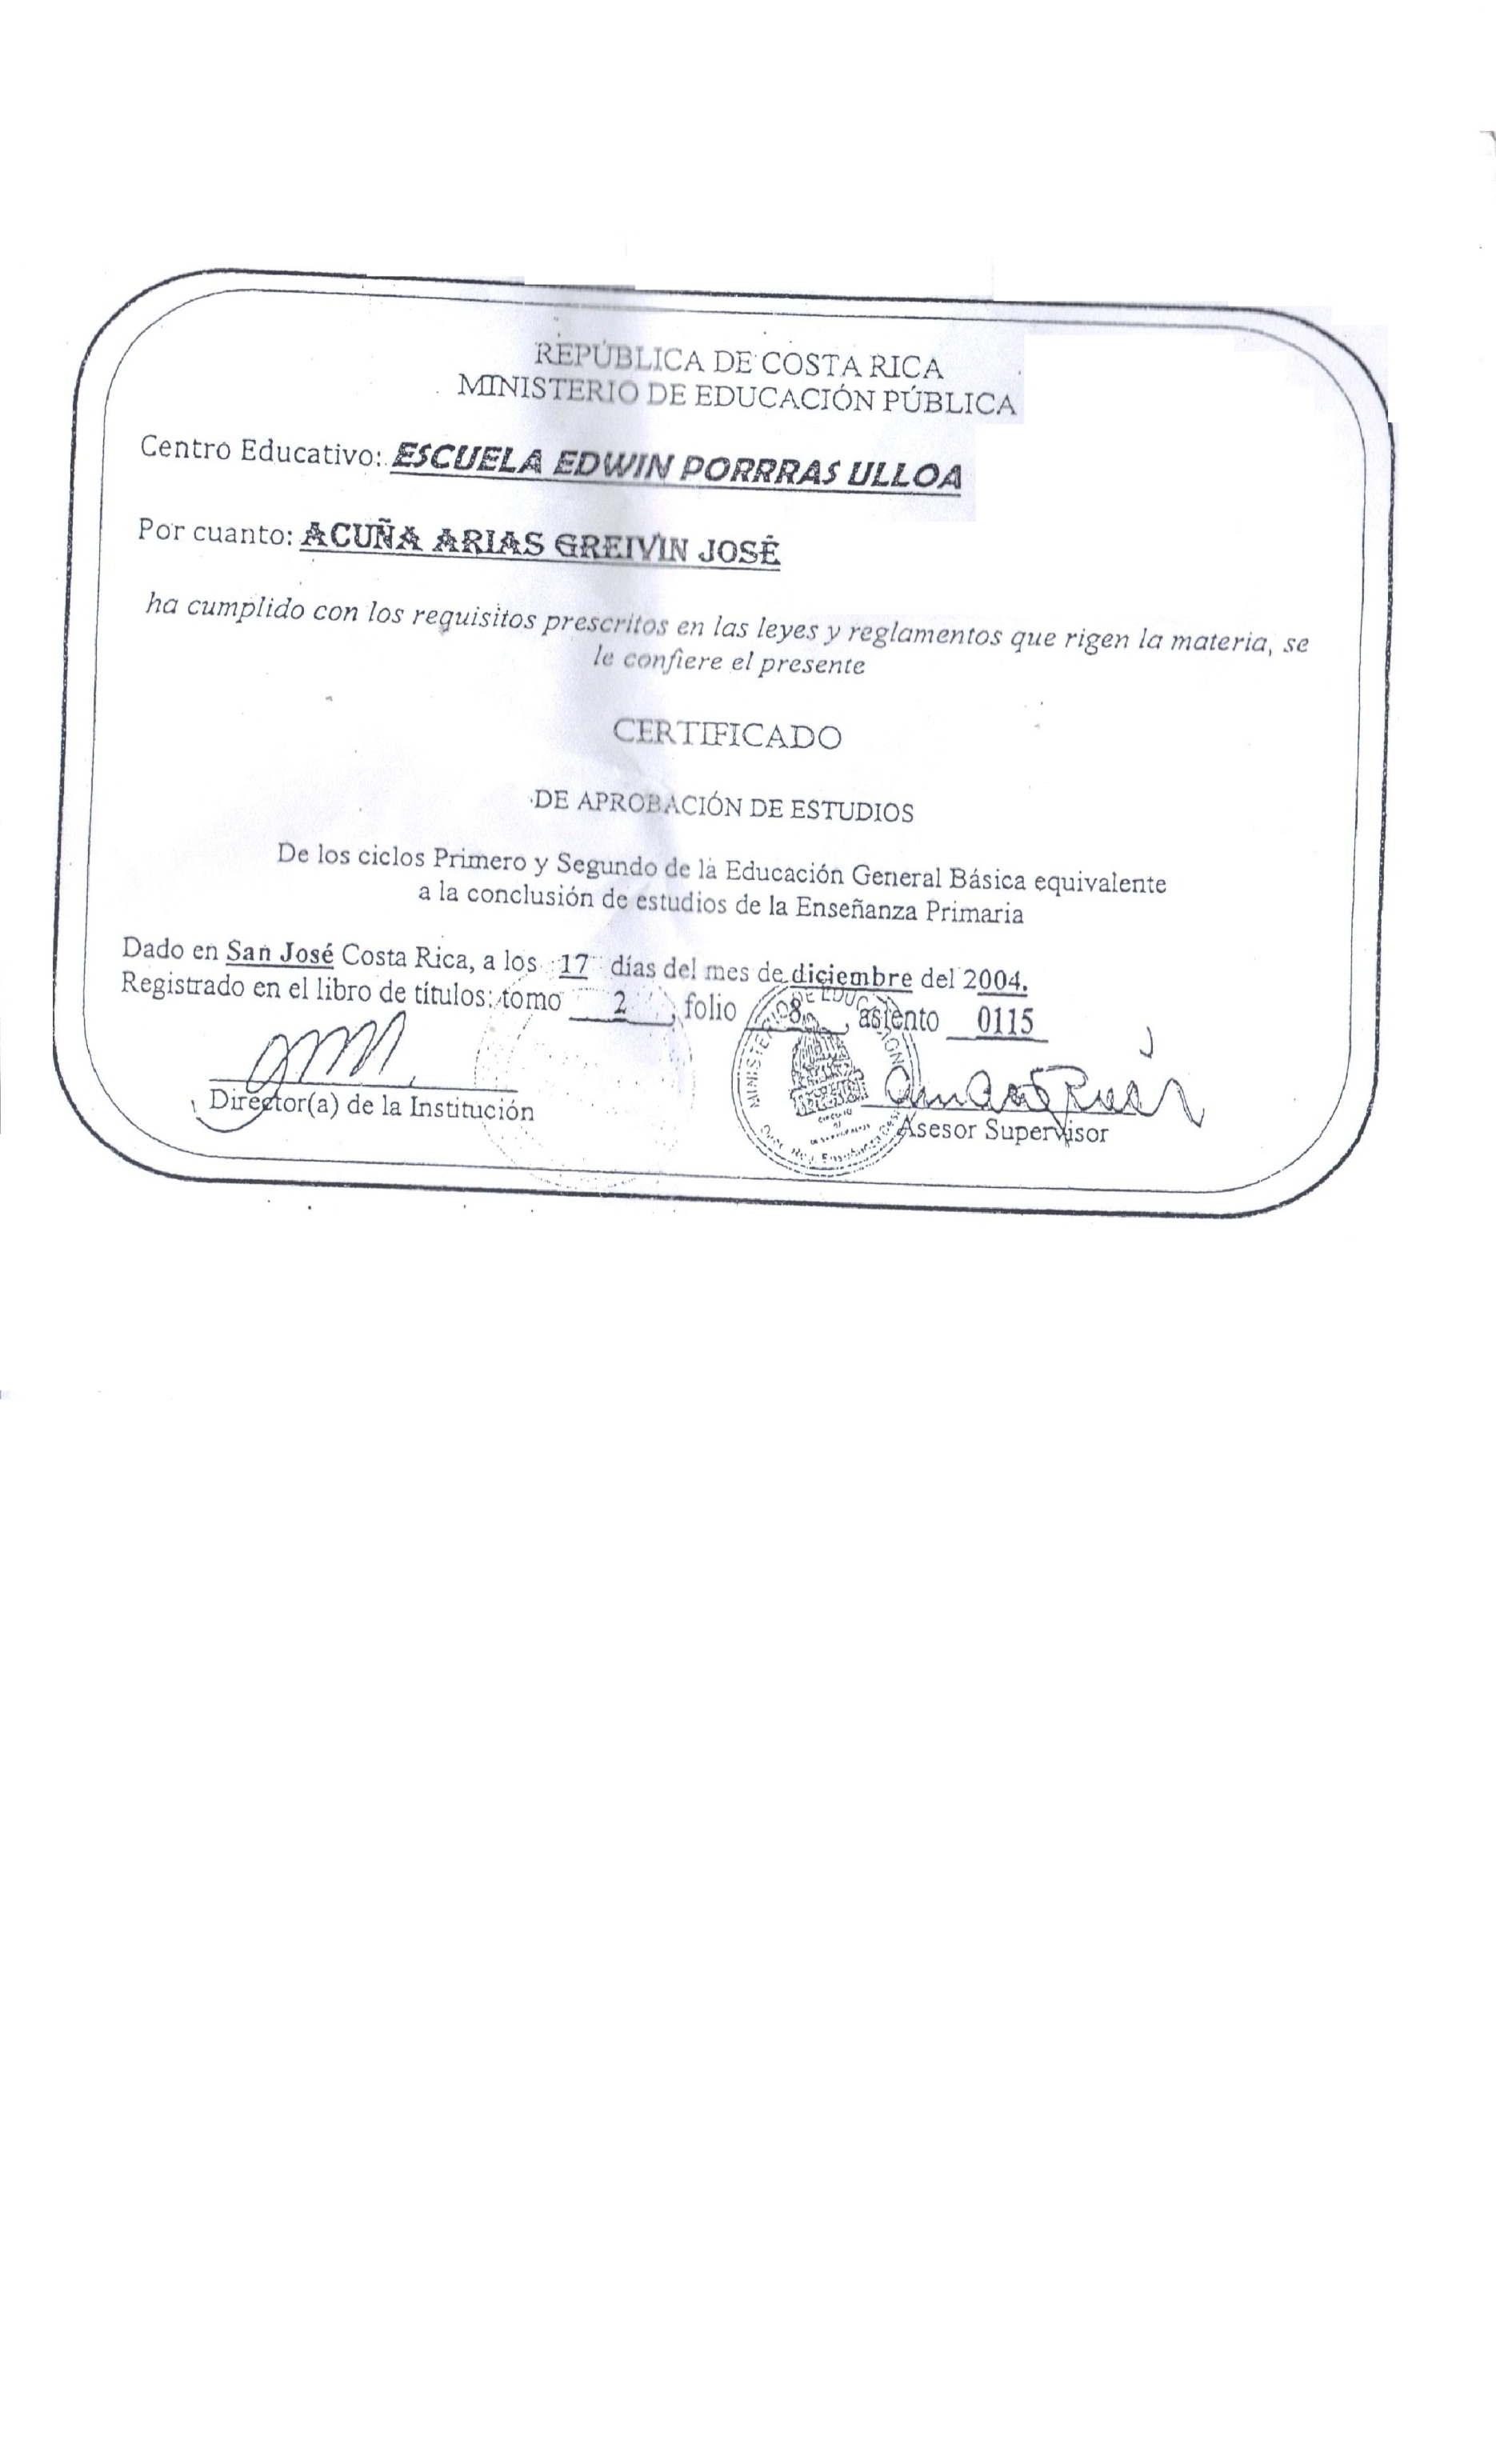 REPÚBLICA DE COSTA RICA
MINISTERIO DE EDUCACIÓN PÚBLICA
Centro Educativo: ESCUELA EDWIN PORRRAS ULLOA
Por cuanto: ACUÑA ARIAS GREIVIN JOSÉ
ha cumplido con los requisitos prescritos en las leyes y reglamentos que rigen la materia, se
le confiere el presente
CERTIFICADO
DE APROBACIÓN DE ESTUDIOS
De los ciclos Primero y Segundo de la Educación General Básica equivalente
a la conclusión de estudios de la Enseñanza Primaria
Dado en San José Costa Rica, a los 17 días del mes de diciembre del 2004.
Registrado en el libro de títulos: tomo 2, folio 8, asiento 0115
Director(a) de la Institución
Asesor Supervisor